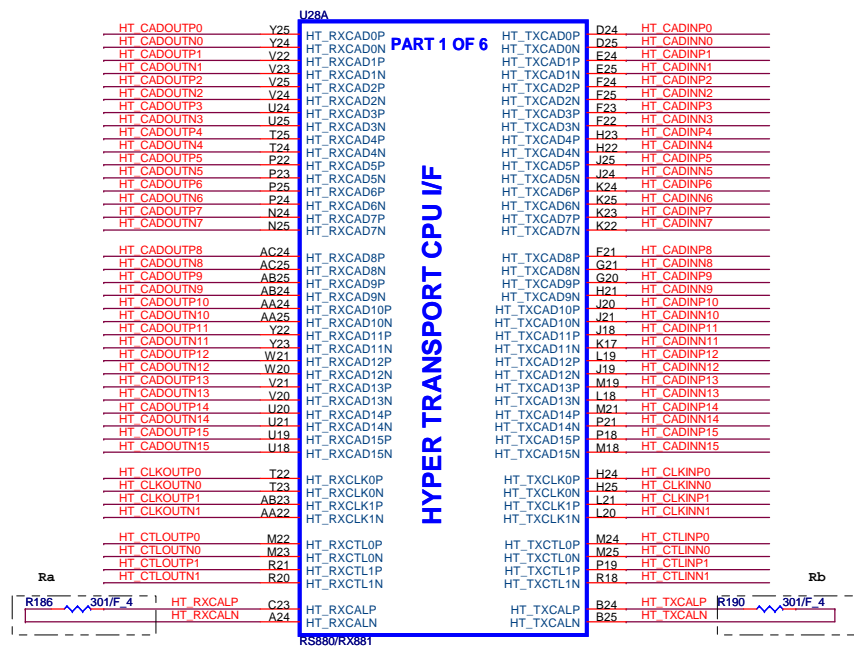 U28A
PART 1 OF 6
HYPER TRANSPORT CPU I/F
HT_CADOUTP0 Y25 HT_RXCAD0P HT_TXCAD0P D24 HT_CADINP0
HT_CADOUTN0 Y24 HT_RXCAD0N HT_TXCAD0N D25 HT_CADINN0
HT_CADOUTP1 V22 HT_RXCAD1P HT_TXCAD1P E24 HT_CADINP1
HT_CADOUTN1 V23 HT_RXCAD1N HT_TXCAD1N E25 HT_CADINN1
HT_CADOUTP2 V25 HT_RXCAD2P HT_TXCAD2P F24 HT_CADINP2
HT_CADOUTN2 V24 HT_RXCAD2N HT_TXCAD2N F25 HT_CADINN2
HT_CADOUTP3 U24 HT_RXCAD3P HT_TXCAD3P F23 HT_CADINP3
HT_CADOUTN3 U25 HT_RXCAD3N HT_TXCAD3N F22 HT_CADINN3
HT_CADOUTP4 T25 HT_RXCAD4P HT_TXCAD4P H23 HT_CADINP4
HT_CADOUTN4 T24 HT_RXCAD4N HT_TXCAD4N H22 HT_CADINN4
HT_CADOUTP5 P22 HT_RXCAD5P HT_TXCAD5P J25 HT_CADINP5
HT_CADOUTN5 P23 HT_RXCAD5N HT_TXCAD5N J24 HT_CADINN5
HT_CADOUTP6 P25 HT_RXCAD6P HT_TXCAD6P K24 HT_CADINP6
HT_CADOUTN6 P24 HT_RXCAD6N HT_TXCAD6N K25 HT_CADINN6
HT_CADOUTP7 N24 HT_RXCAD7P HT_TXCAD7P K23 HT_CADINP7
HT_CADOUTN7 N25 HT_RXCAD7N HT_TXCAD7N K22 HT_CADINN7
HT_CADOUTP8 AC24 HT_RXCAD8P HT_TXCAD8P F21 HT_CADINP8
HT_CADOUTN8 AC25 HT_RXCAD8N HT_TXCAD8N G21 HT_CADINN8
HT_CADOUTP9 AB25 HT_RXCAD9P HT_TXCAD9P G20 HT_CADINP9
HT_CADOUTN9 AB24 HT_RXCAD9N HT_TXCAD9N H21 HT_CADINN9
HT_CADOUTP10 AA24 HT_RXCAD10P HT_TXCAD10P J20 HT_CADINP10
HT_CADOUTN10 AA25 HT_RXCAD10N HT_TXCAD10N J21 HT_CADINN10
HT_CADOUTP11 Y22 HT_RXCAD11P HT_TXCAD11P J18 HT_CADINP11
HT_CADOUTN11 Y23 HT_RXCAD11N HT_TXCAD11N K17 HT_CADINN11
HT_CADOUTP12 W21 HT_RXCAD12P HT_TXCAD12P L19 HT_CADINP12
HT_CADOUTN12 W20 HT_RXCAD12N HT_TXCAD12N J19 HT_CADINN12
HT_CADOUTP13 V21 HT_RXCAD13P HT_TXCAD13P M19 HT_CADINP13
HT_CADOUTN13 V20 HT_RXCAD13N HT_TXCAD13N L18 HT_CADINN13
HT_CADOUTP14 U20 HT_RXCAD14P HT_TXCAD14P M21 HT_CADINP14
HT_CADOUTN14 U21 HT_RXCAD14N HT_TXCAD14N P21 HT_CADINN14
HT_CADOUTP15 U19 HT_RXCAD15P HT_TXCAD15P P18 HT_CADINP15
HT_CADOUTN15 U18 HT_RXCAD15N HT_TXCAD15N M18 HT_CADINN15
HT_CLKOUTP0 T22 HT_RXCLK0P HT_TXCLK0P H24 HT_CLKINP0
HT_CLKOUTN0 T23 HT_RXCLK0N HT_TXCLK0N H25 HT_CLKINN0
HT_CLKOUTP1 AB23 HT_RXCLK1P HT_TXCLK1P L21 HT_CLKINP1
HT_CLKOUTN1 AA22 HT_RXCLK1N HT_TXCLK1N L20 HT_CLKINN1
HT_CTLOUTP0 M22 HT_RXCTL0P HT_TXCTL0P M24 HT_CTLINP0
HT_CTLOUTN0 M23 HT_RXCTL0N HT_TXCTL0N M25 HT_CTLINN0
HT_CTLOUTP1 R21 HT_RXCTL1P HT_TXCTL1P P19 HT_CTLINP1
HT_CTLOUTN1 R20 HT_RXCTL1N HT_TXCTL1N R18 HT_CTLINN1
Ra Rb
R186 301/F_4 HT_RXCALP C23 HT_RXCALP HT_TXCALP B24 HT_TXCALP R190 301/F_4
HT_RXCALN A24 HT_RXCALN HT_TXCALN B25 HT_TXCALN
RS880/RX881